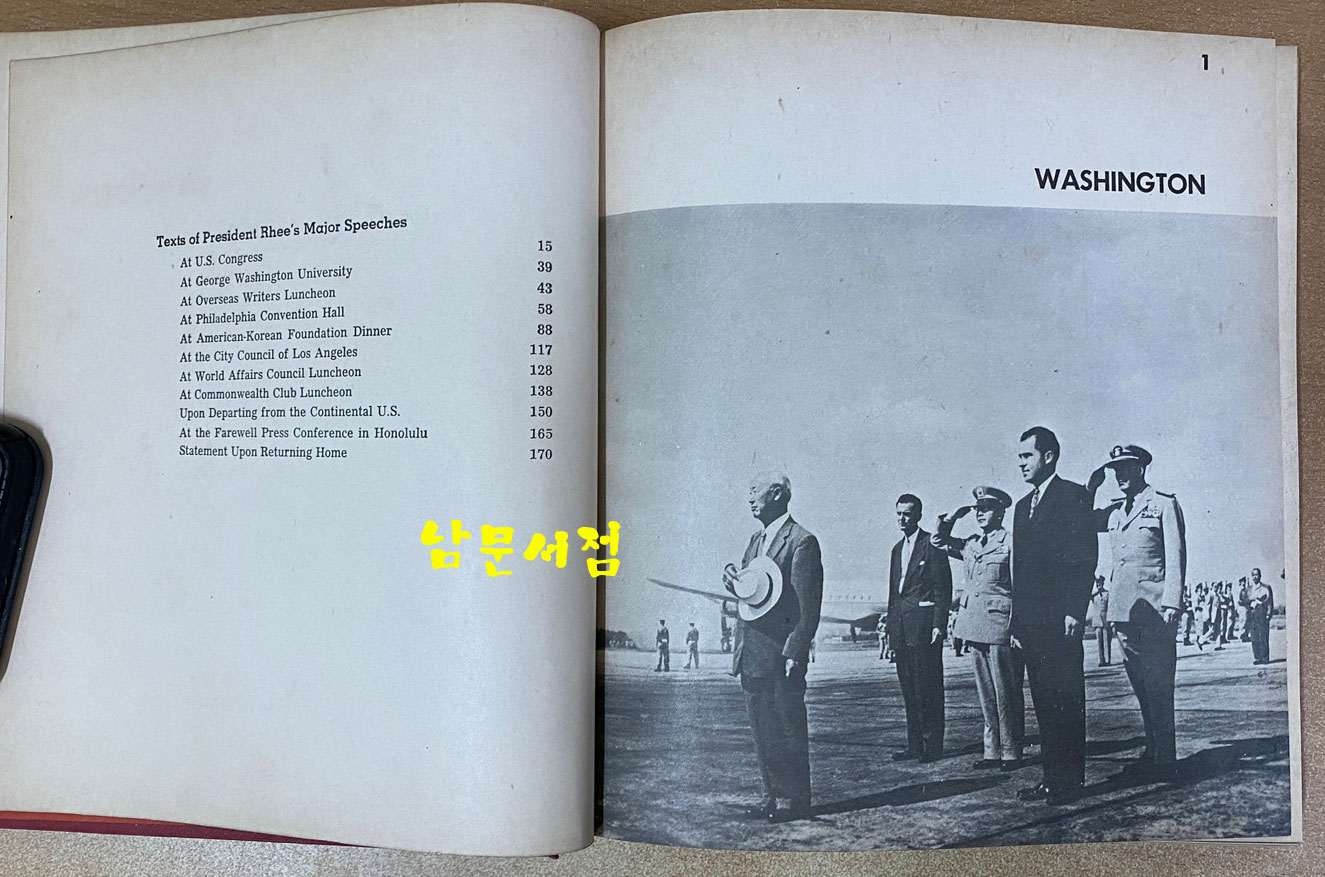 Texts of President Rhee's Major Speeches
At U.S. Congress 15
At George Washington University 39
At Overseas Writers Luncheon 43
At Philadelphia Convention Hall 58
At American-Korean Foundation Dinner 88
At the City Council of Los Angeles 117
At World Affairs Council Luncheon 128
At Commonwealth Club Luncheon 138
Upon Departing from the Continental U.S. 150
At the Farewell Press Conference in Honolulu 165
Statement Upon Returning Home 170
남문서점
1
WASHINGTON